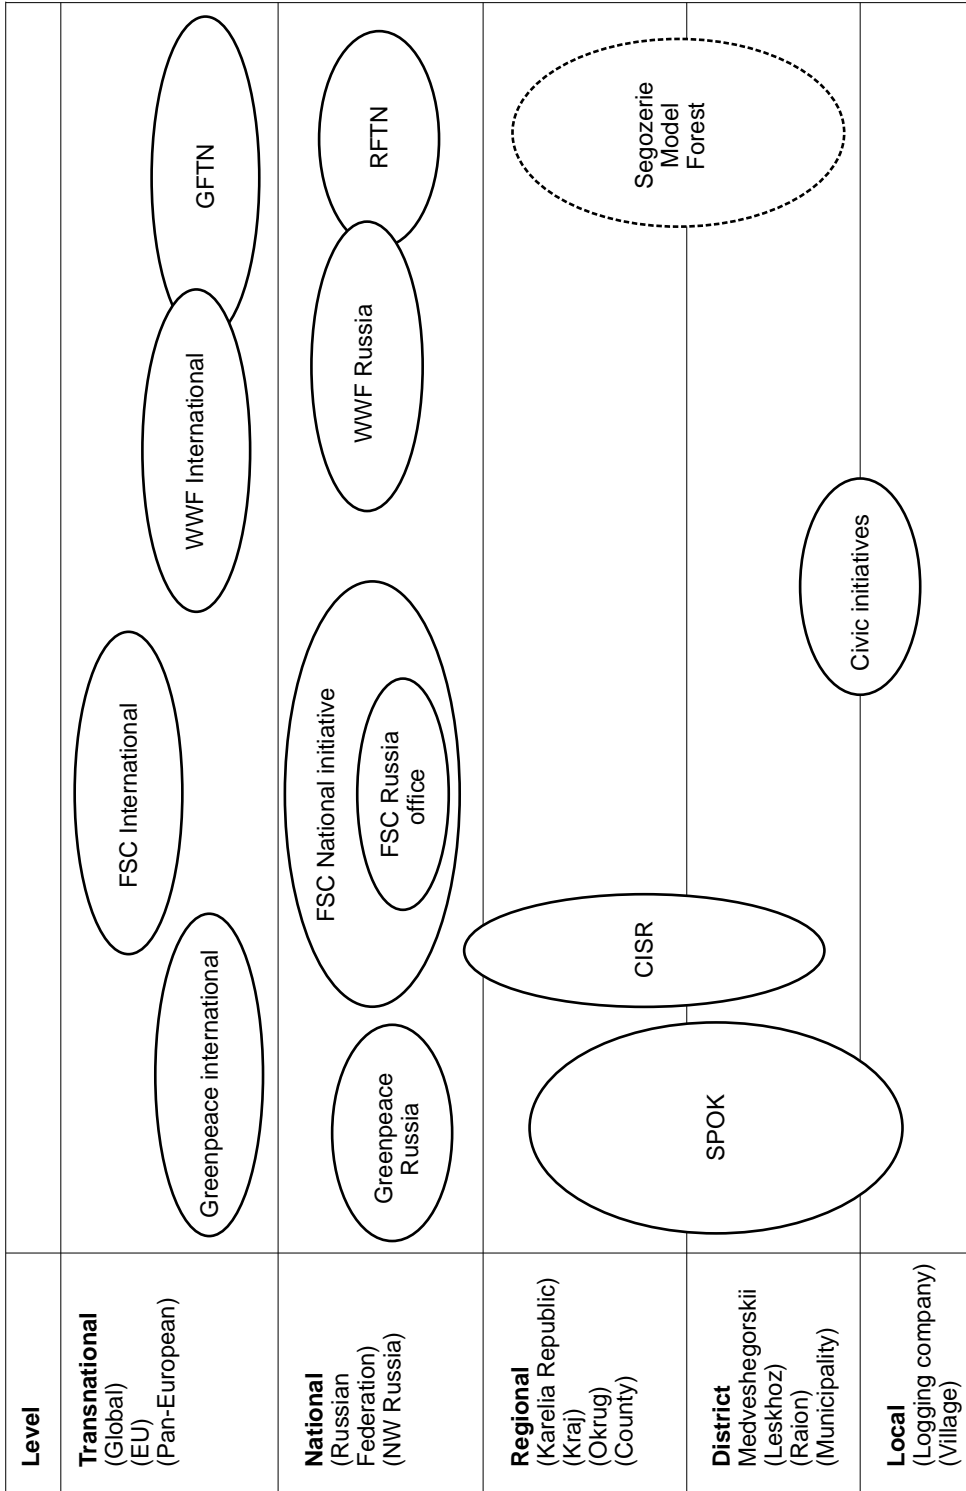 Level
Transnational
(Global)
(EU)
(Pan-European)
Greenpeace international
FSC International
WWF International
GFTN
National
(Russian
Federation)
(NW Russia)
Greenpeace
Russia
FSC National initiative
FSC Russia
office
WWF Russia
RFTN
Regional
(Karelia Republic)
(Kraj)
(Okrug)
(County)
CISR
Segozerie
Model
Forest
District
Medveshegorskii
(Leskhoz)
(Raion)
(Municipality)
SPOK
Civic initiatives
Local
(Logging company)
(Village)